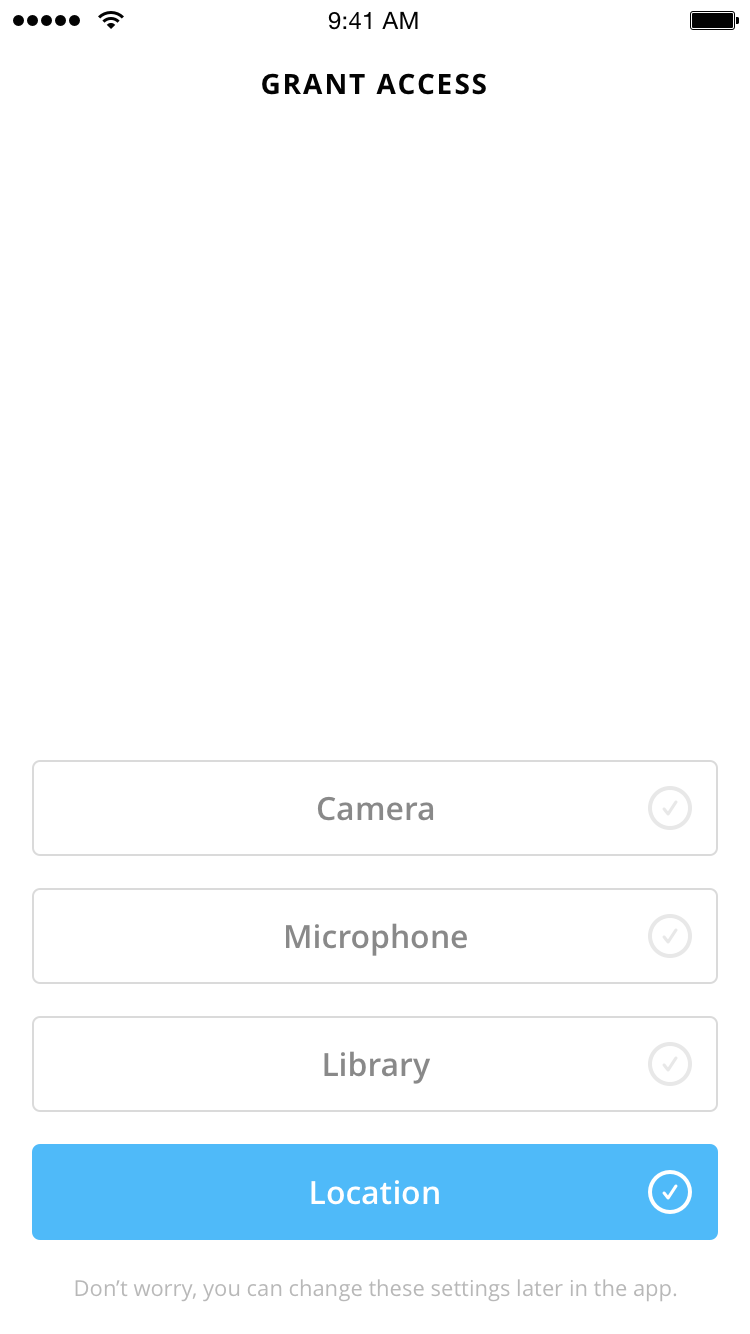 9:41 AM
GRANT ACCESS
Camera
Microphone
Library
Location
Don’t worry, you can change these settings later in the app.